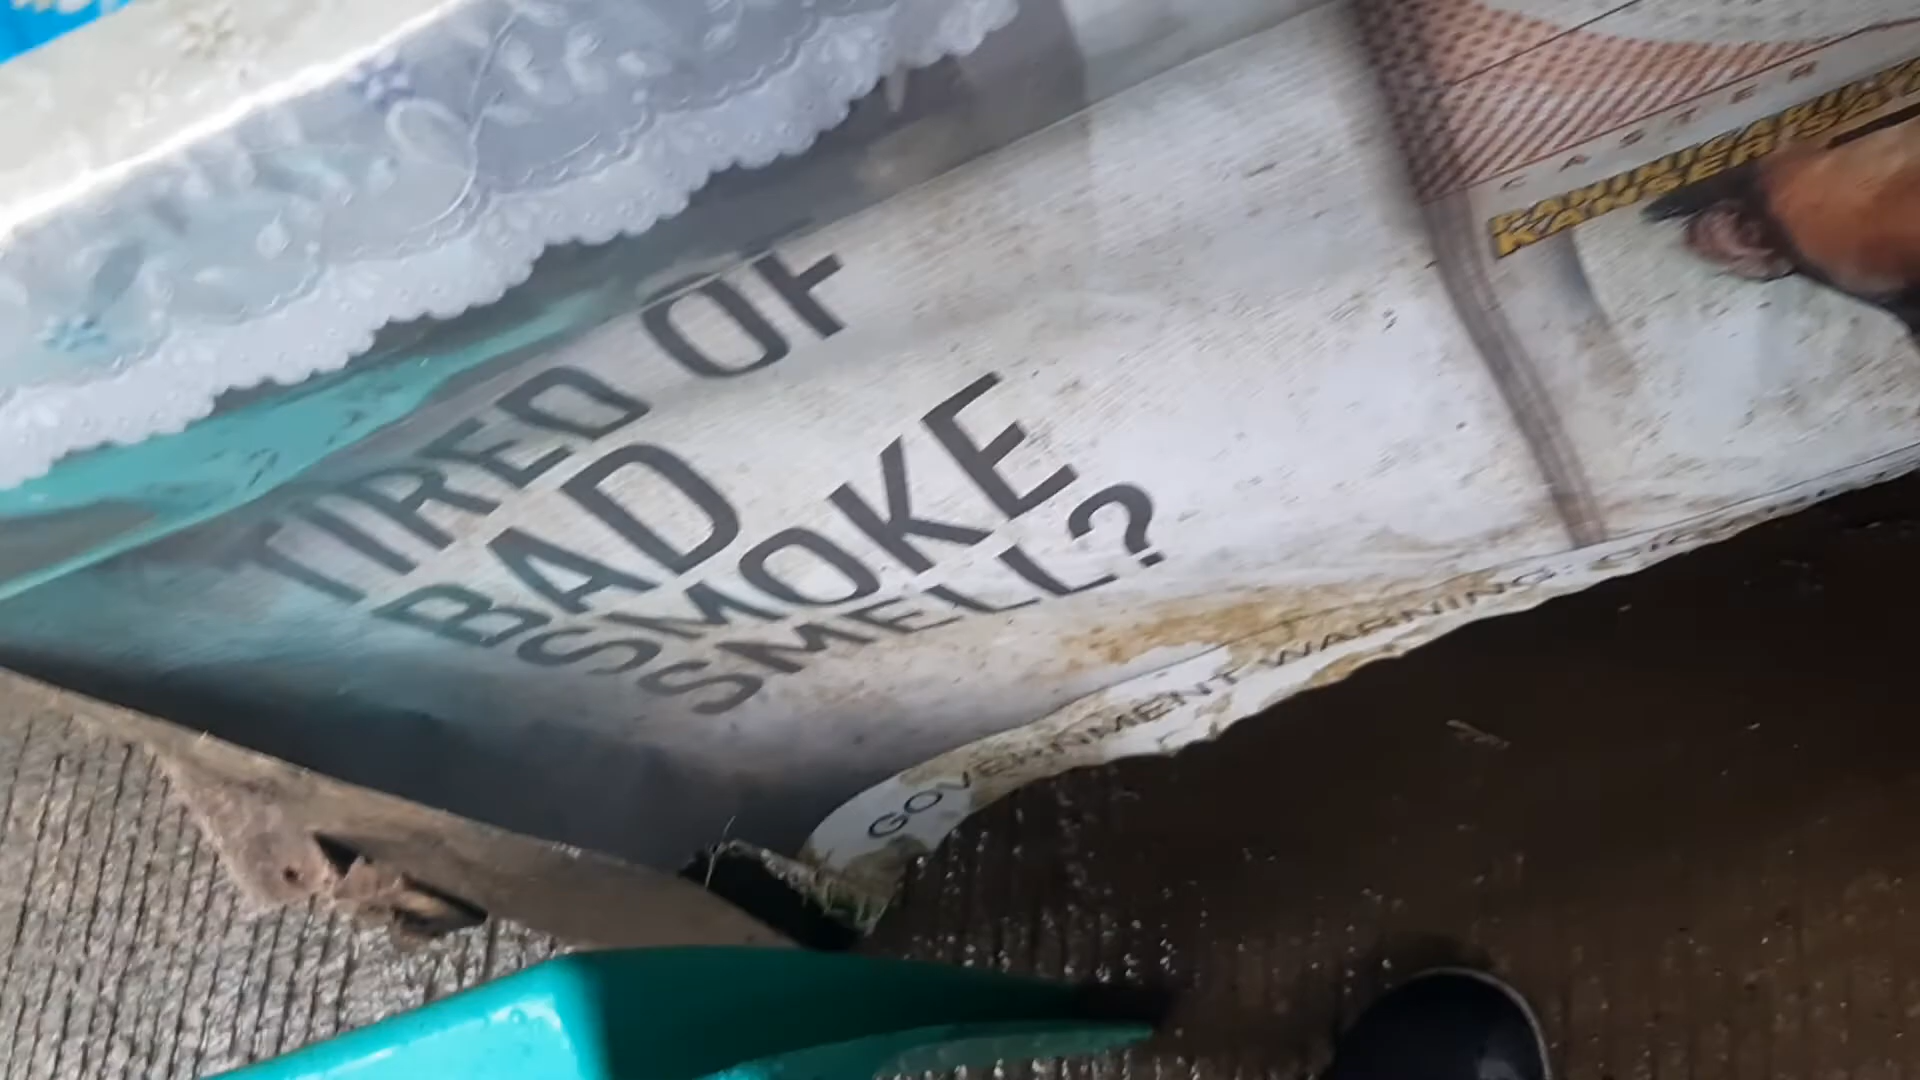 TIRED OF
BAD
SMOKE
SMELL?
CASTER
GOVERNMENT WARNING: